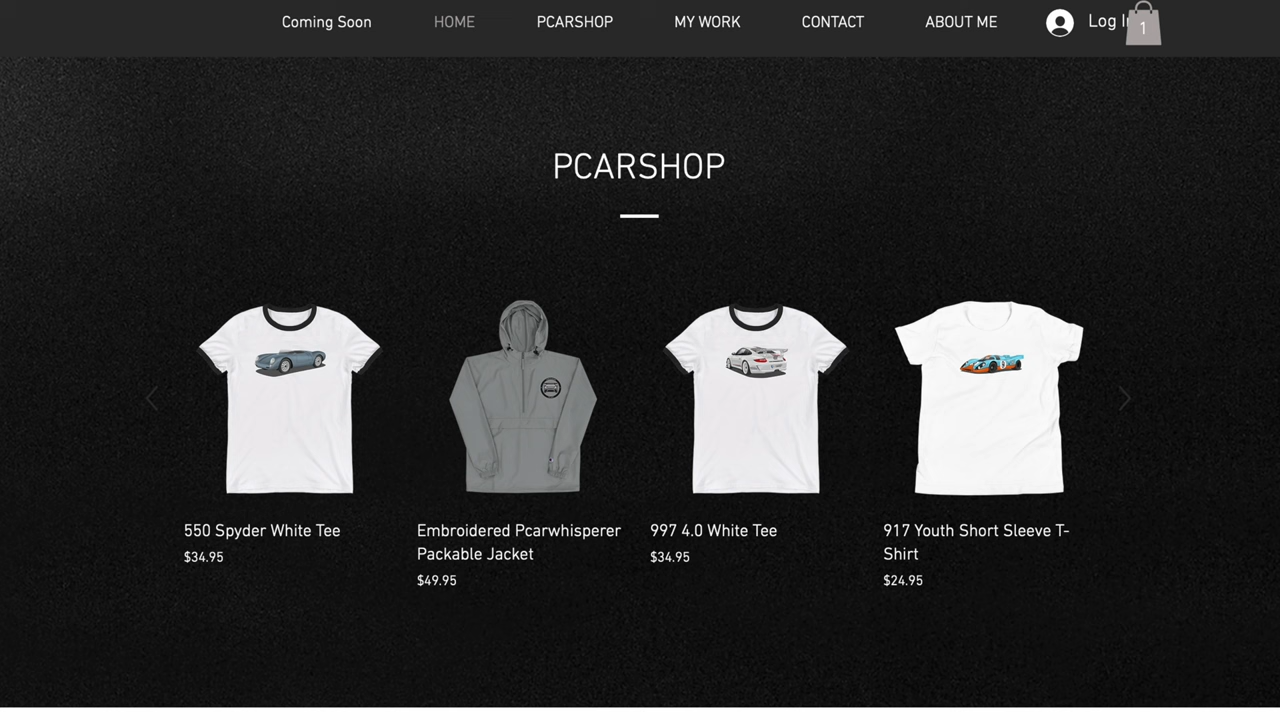 Coming Soon
HOME
PCARSHOP
MY WORK
CONTACT
ABOUT ME
Log I
1
PCARSHOP
550 Spyder White Tee
$34.95
Embroidered Pcarwhisperer
Packable Jacket
$49.95
997 4.0 White Tee
$34.95
917 Youth Short Sleeve T-
Shirt
$24.95